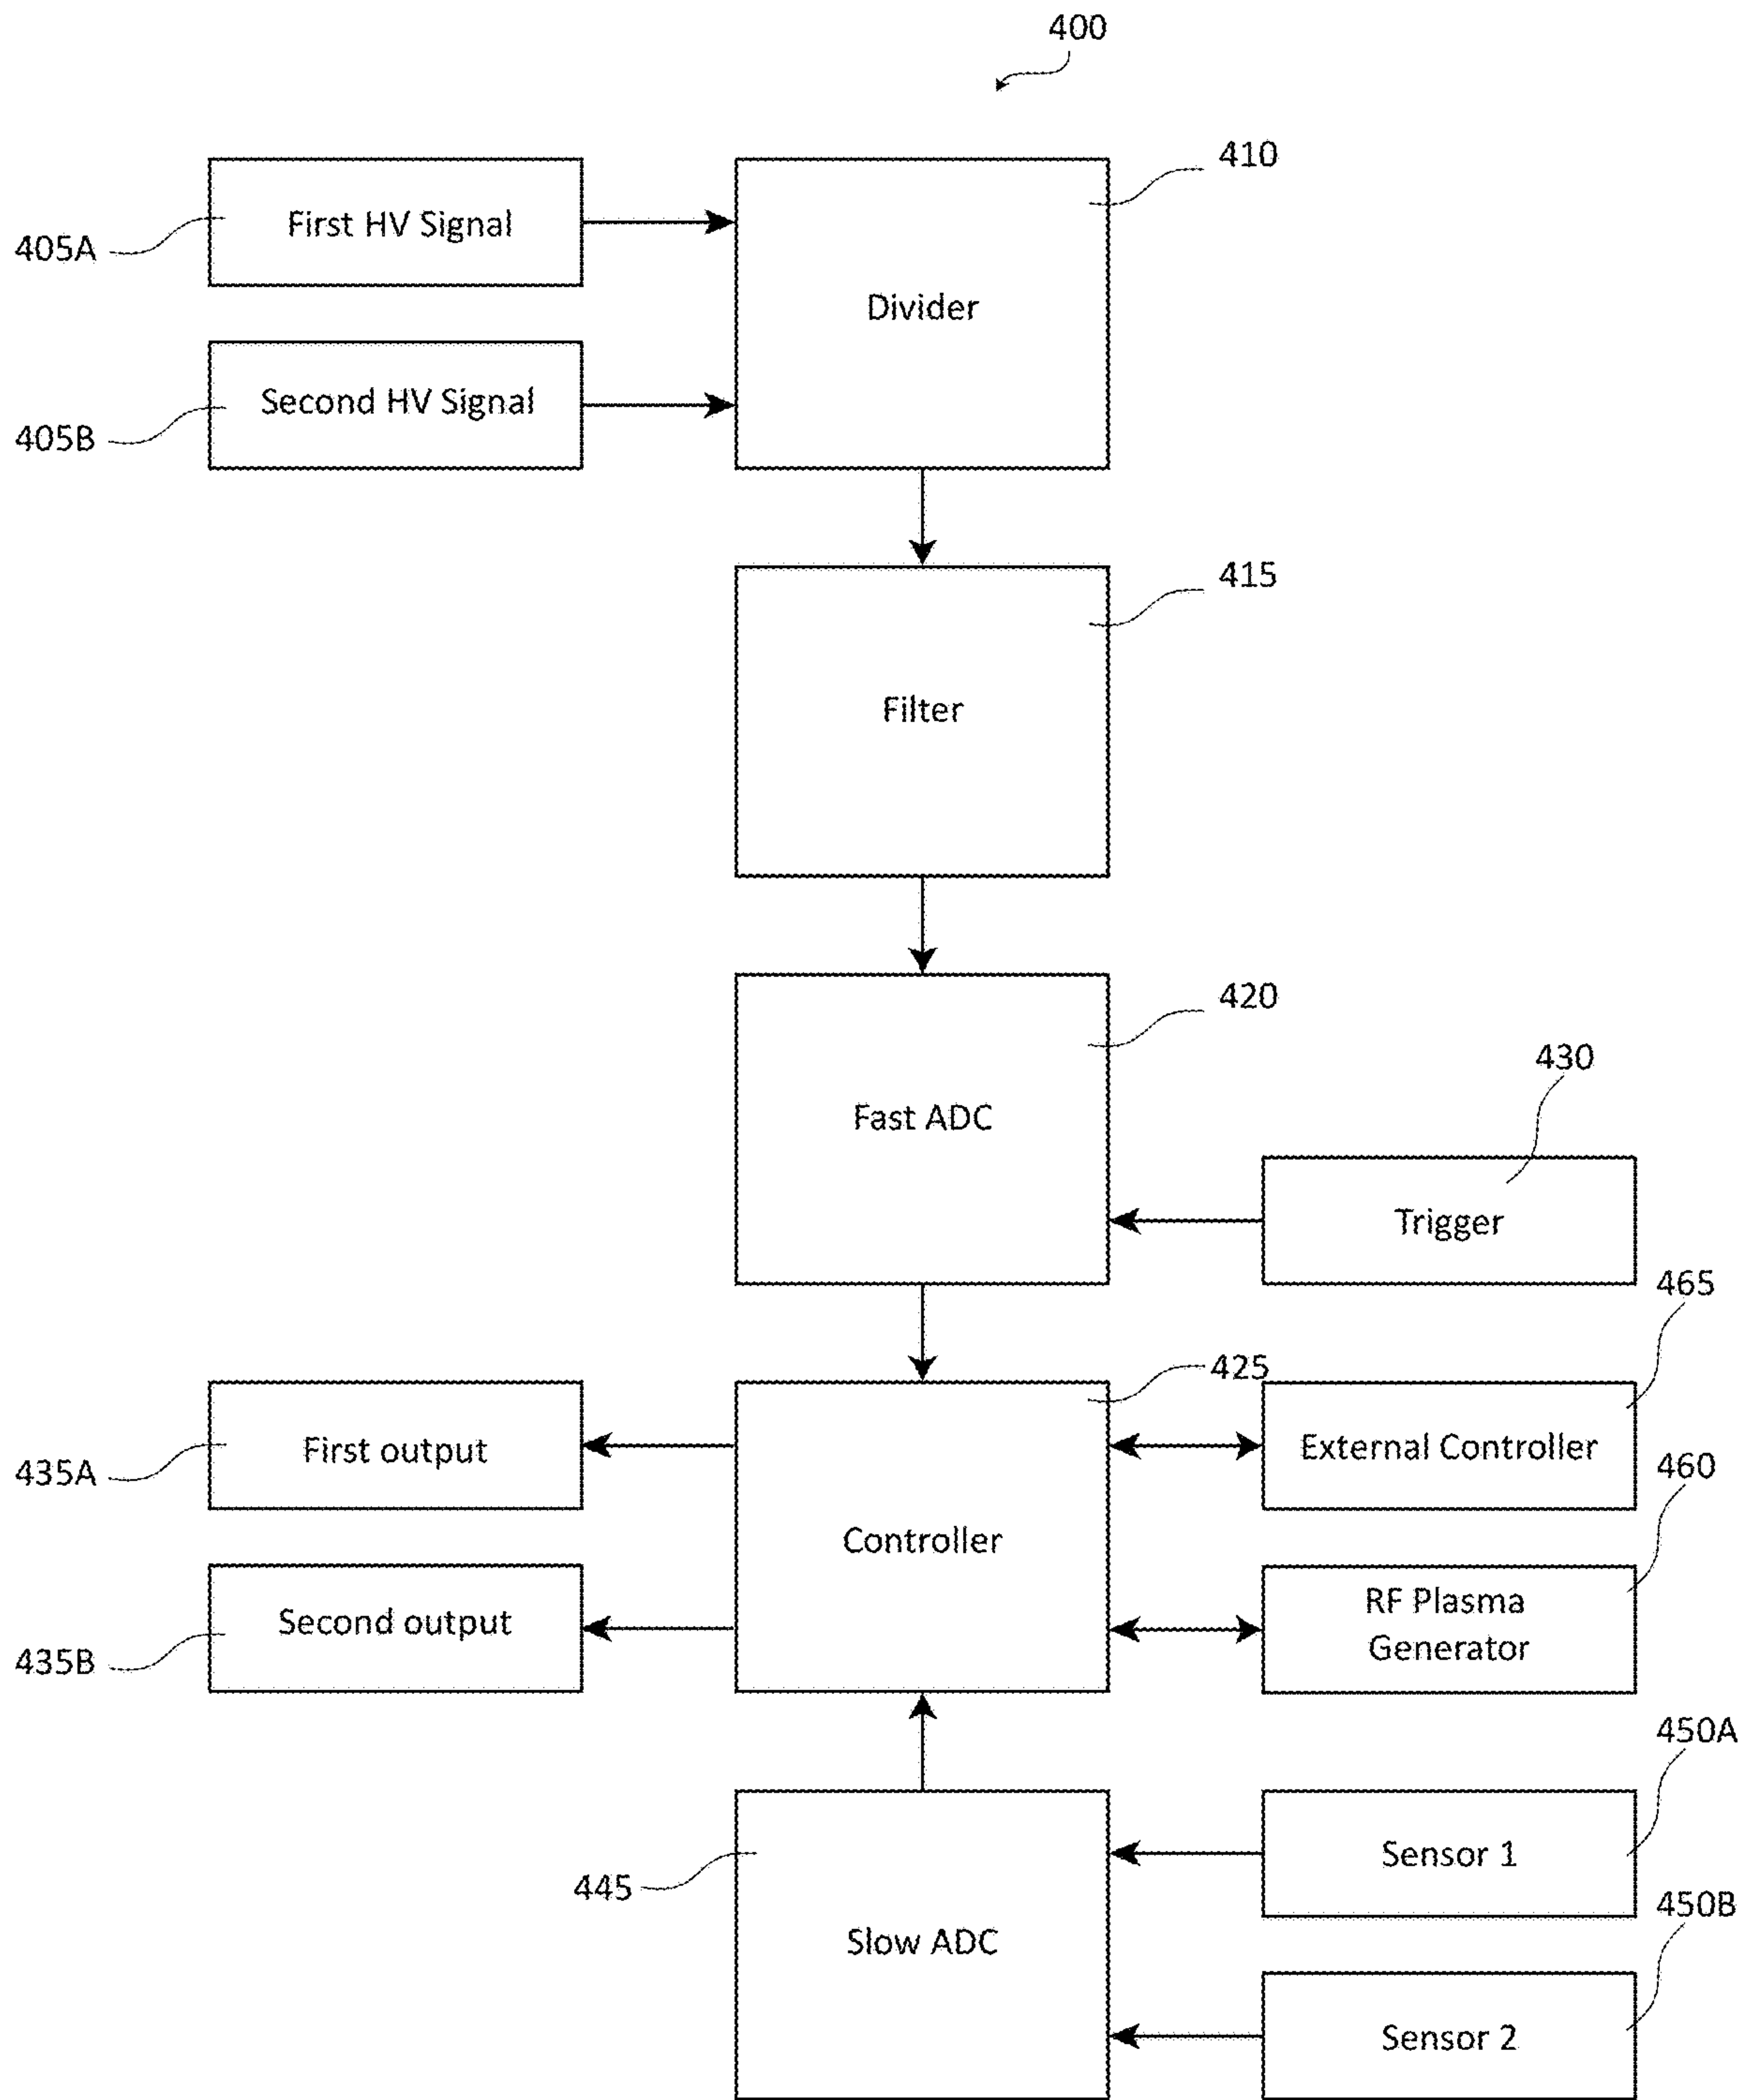 400
410
First HV Signal
405A
Divider
Second HV Signal
405B
415
Filter
420
Fast ADC
430
Trigger
465
425
First output
External Controller
435A
460
Controller
RF Plasma
Generator
Second output
435B
450A
Sensor 1
445
450B
Slow ADC
Sensor 2